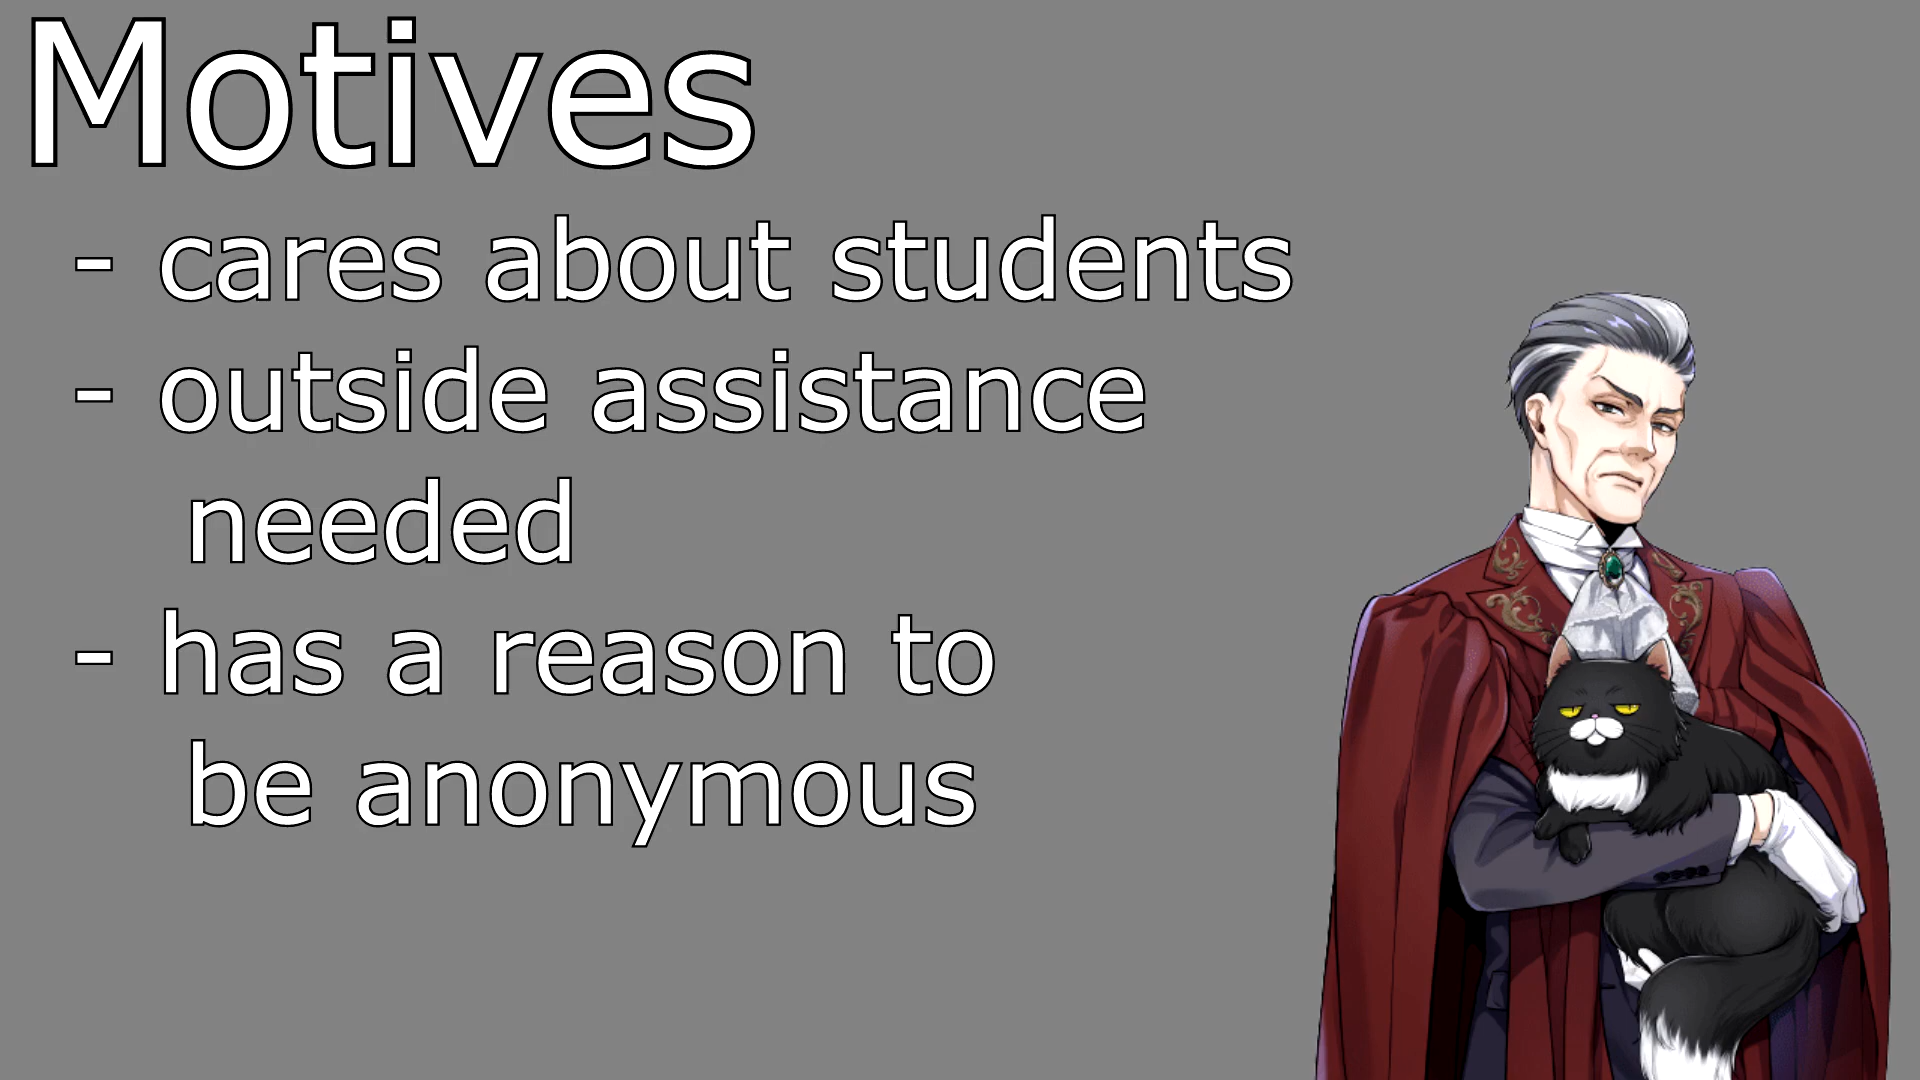 Motives
- cares about students
- outside assistance
needed
- has a reason to
be anonymous